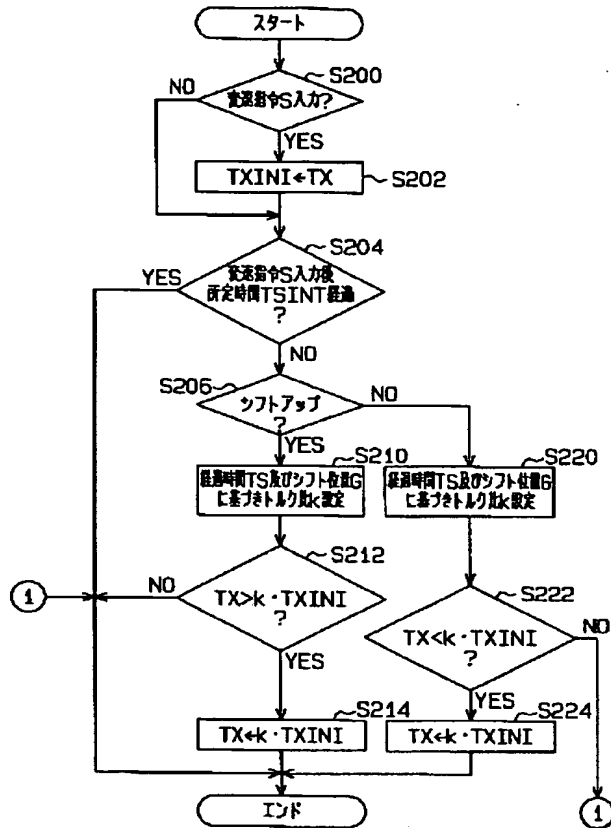 スタート
S200
NO
変速指令S入力?
YES
TXINI←TX
S202
S204
YES
変速指令S入力後
所定時間TSINT経過
?
NO
S206
シフトアップ
?
NO
YES
S210
経過時間TS及びシフト位置G
に基づきトルク比k設定
S220
経過時間TS及びシフト位置G
に基づきトルク比k設定
S212
NO
TX>k・TXINI
?
YES
1
S222
TX<k・TXINI
?
NO
YES
S214
TX←k・TXINI
S224
TX←k・TXINI
エンド
1